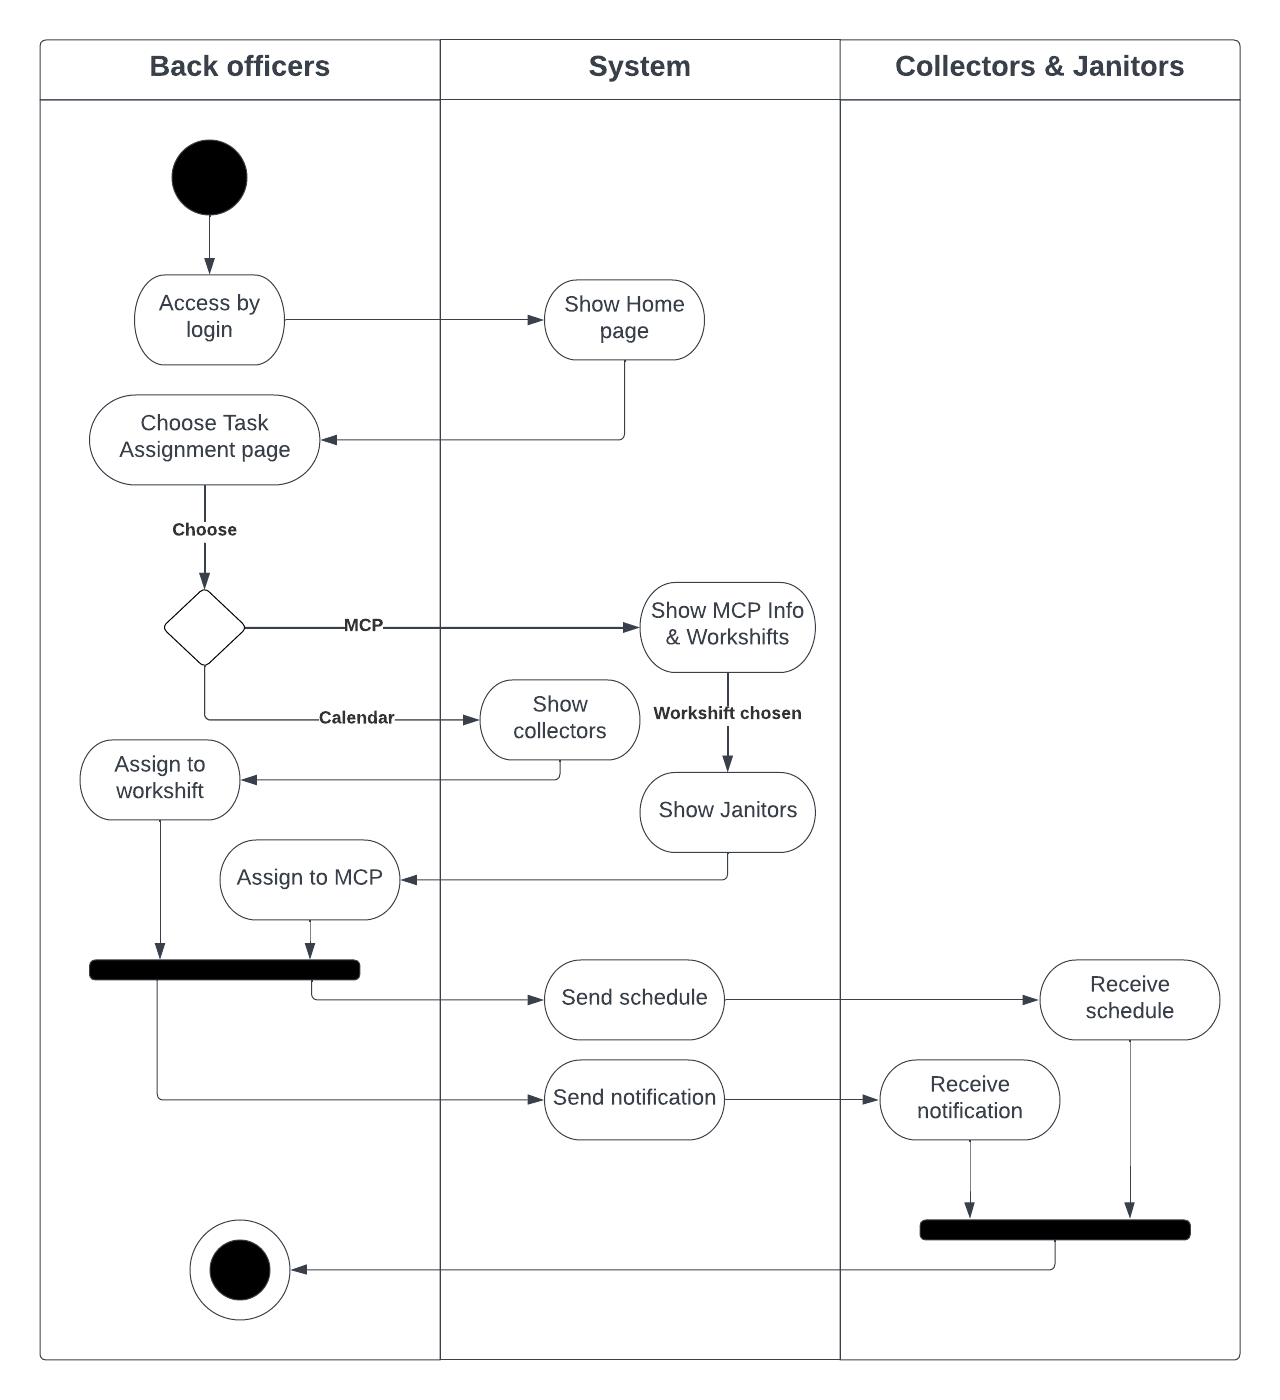 Back officers
System
Collectors & Janitors
Access by
login
Show Home
page
Choose Task
Assignment page
Choose
MCP
Show MCP Info
& Workshifts
Calendar
Show
collectors
Workshift chosen
Assign to
workshift
Show Janitors
Assign to MCP
Send schedule
Receive
schedule
Send notification
Receive
notification